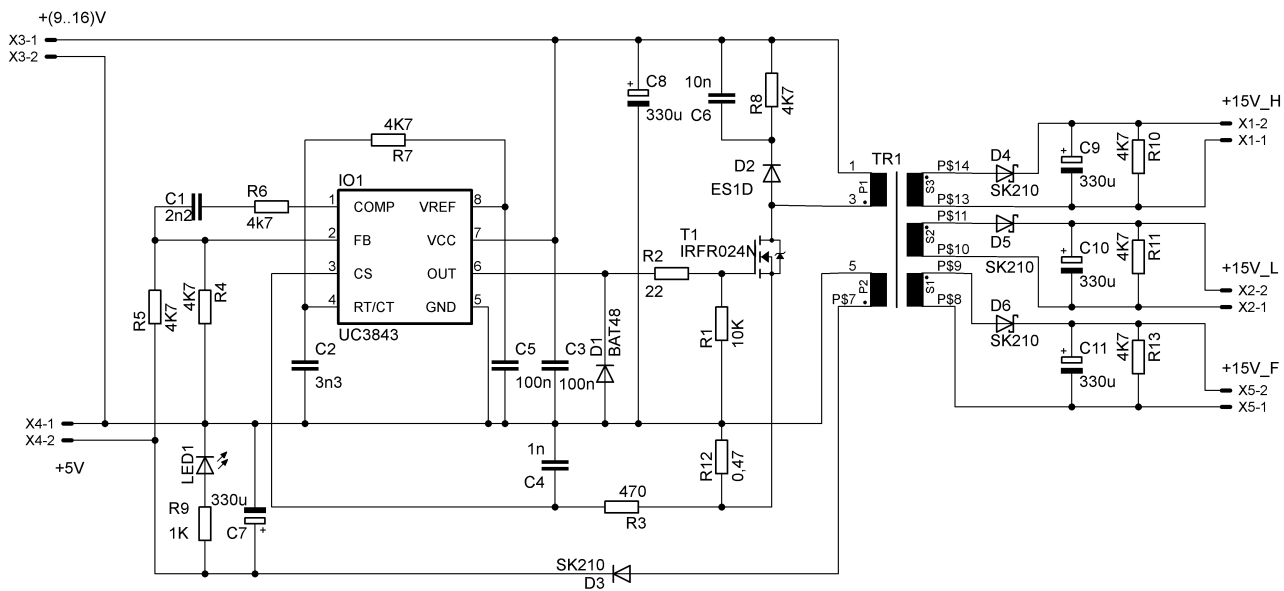 +(9..16)V
X3-1
X3-2
C8
330u
10n
C6
R8
4K7
+15V_H
X1-2
X1-1
4K7
R7
D2
ES1D
1
3
P1
TR1
P$14
S3
P$13
D4
SK210
C9
330u
4K7
R10
C1
2n2
R6
4k7
IO1
1
COMP
VREF
8
2
FB
VCC
7
3
CS
OUT
6
4
RT/CT
GND
5
UC3843
T1
IRFR024N
R2
22
P$11
S2
P$10
D5
SK210
C10
330u
4K7
R11
+15V_L
X2-2
X2-1
5
P2
P$7
P$9
S1
P$8
D6
SK210
C11
330u
4K7
R13
+15V_F
X5-2
X5-1
R5
4K7
4K7
R4
C2
3n3
C5
100n
C3
100n
D1
BAT48
R1
10K
X4-1
X4-2
+5V
LED1
R9
1K
330u
C7
1n
C4
470
R3
R12
0,47
SK210
D3